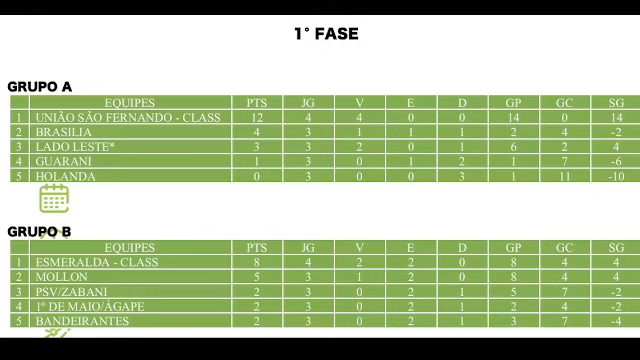 1° FASE
GRUPO A
EQUIPES PTS JG V E D GP GC SG
1 UNIÃO SÃO FERNANDO - CLASS 12 4 4 0 0 14 0 14
2 BRASILIA 4 3 1 1 1 2 4 -2
3 LADO LESTE* 3 3 2 0 1 6 2 4
4 GUARANI 1 3 0 1 2 1 7 -6
5 HOLANDA 0 3 0 0 3 1 11 -10
GRUPO B
EQUIPES PTS JG V E D GP GC SG
1 ESMERALDA - CLASS 8 4 2 2 0 8 4 4
2 MOLLON 5 3 1 2 0 8 4 4
3 PSV/ZABANI 2 3 0 2 1 5 7 -2
4 1º DE MAIO/ÁGAPE 2 3 0 2 1 2 4 -2
5 BANDEIRANTES 2 3 0 2 1 3 7 -4